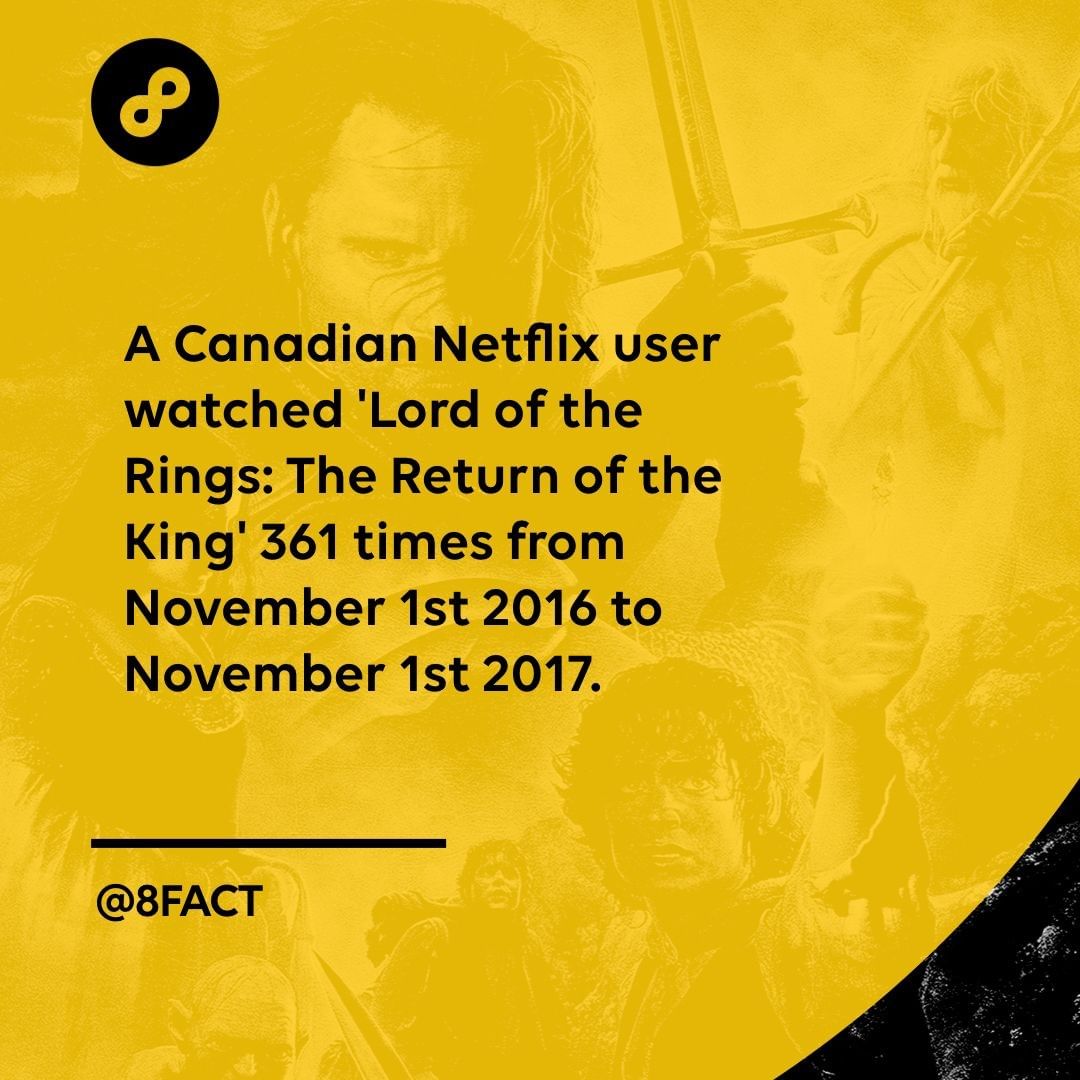 A Canadian Netflix user
watched 'Lord of the
Rings: The Return of the
King' 361 times from
November 1st 2016 to
November 1st 2017.
@8FACT